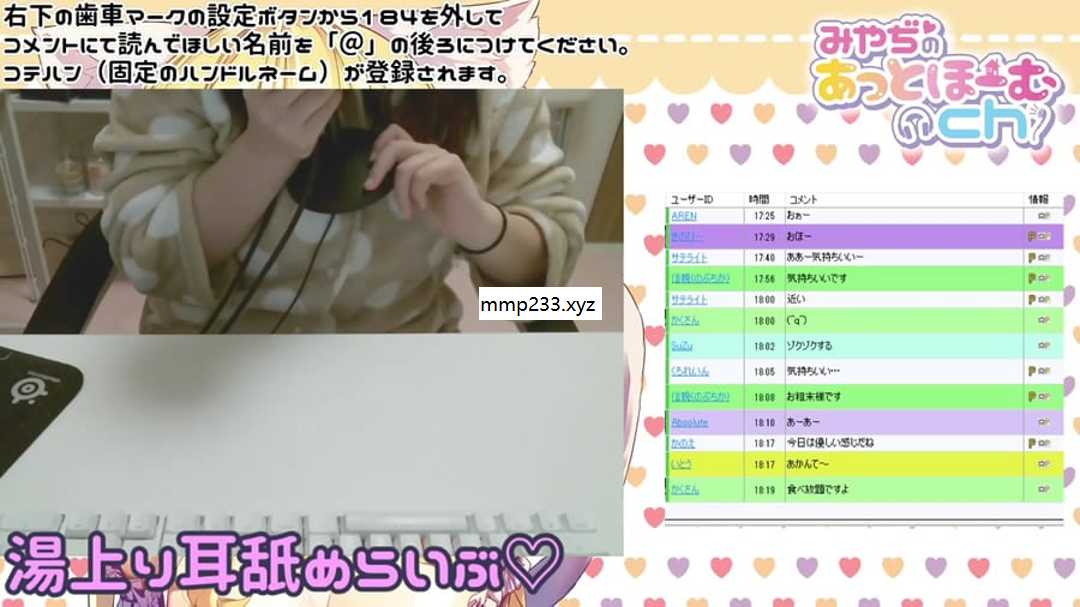 右下の歯車マークの設定ボタンから184を外して
コメントにて読んでほしい名前を「@」の後ろにつけてください。
コテハン（固定のハンドルネーム）が登録されます。
みやぢの
あっとほーむ
ch
mmp233.xyz
ユーザーID 時間 コメント 情報
AREN 17:25 おぉー
17:29 おほー
サテライト 17:40 ああー気持ちいいー
17:56 気持ちいいです
サテライト 18:00 近い
かくさん 18:00
SuZu 18:02 ゾクゾクする
くろれいん 18:05 気持ちいい…
18:08 お粗末様です
Absolute 18:10 あーあー
かのえ 18:17 今日は優しい感じだね
いとう 18:17 あかんて～
かくさん 18:19 食べ放題ですよ
湯上り耳舐めらいぶ♡